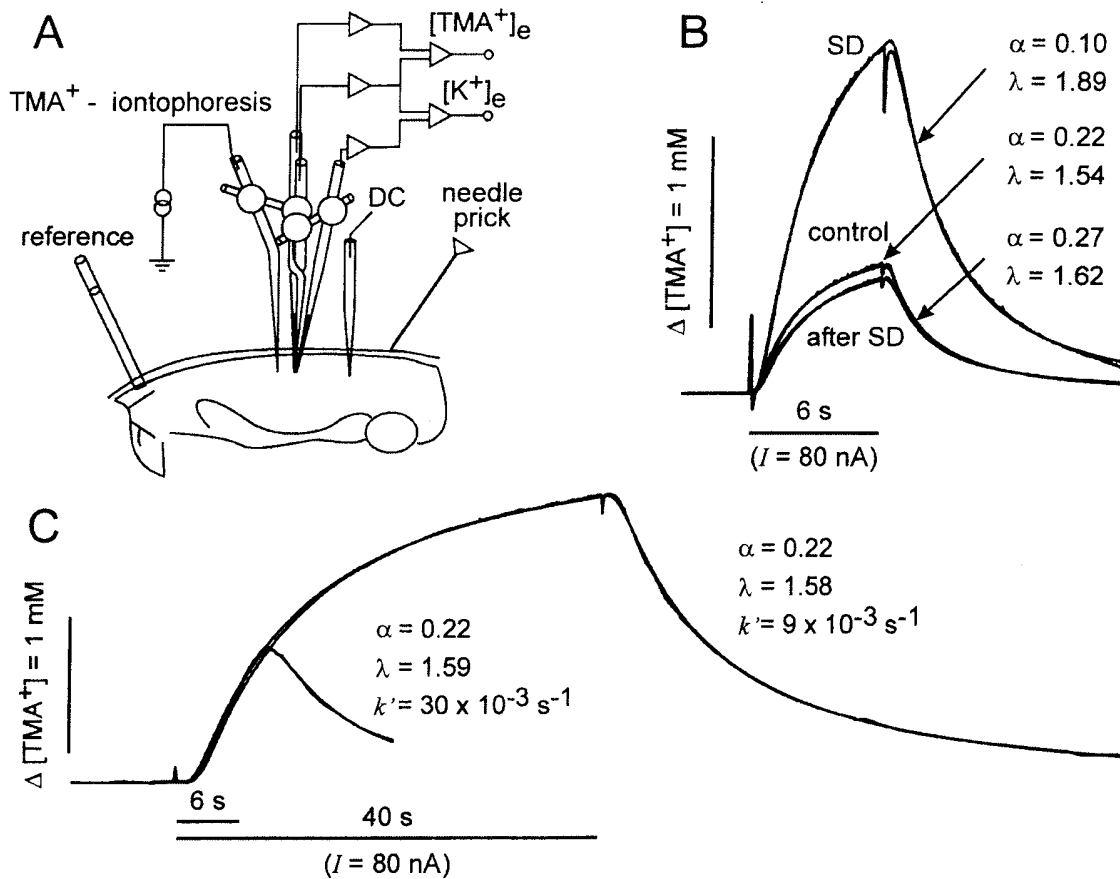 A
[TMA+]e
[K+]e
TMA+ - iontophoresis
DC
needle
prick
reference
B
SD
α = 0.10
λ = 1.89
α = 0.22
λ = 1.54
control
α = 0.27
λ = 1.62
after SD
Δ [TMA+] = 1 mM
6 s
(I = 80 nA)
C
Δ [TMA+] = 1 mM
α = 0.22
λ = 1.59
k' = 30 x 10-3 s-1
α = 0.22
λ = 1.58
k' = 9 x 10-3 s-1
6 s
40 s
(I = 80 nA)